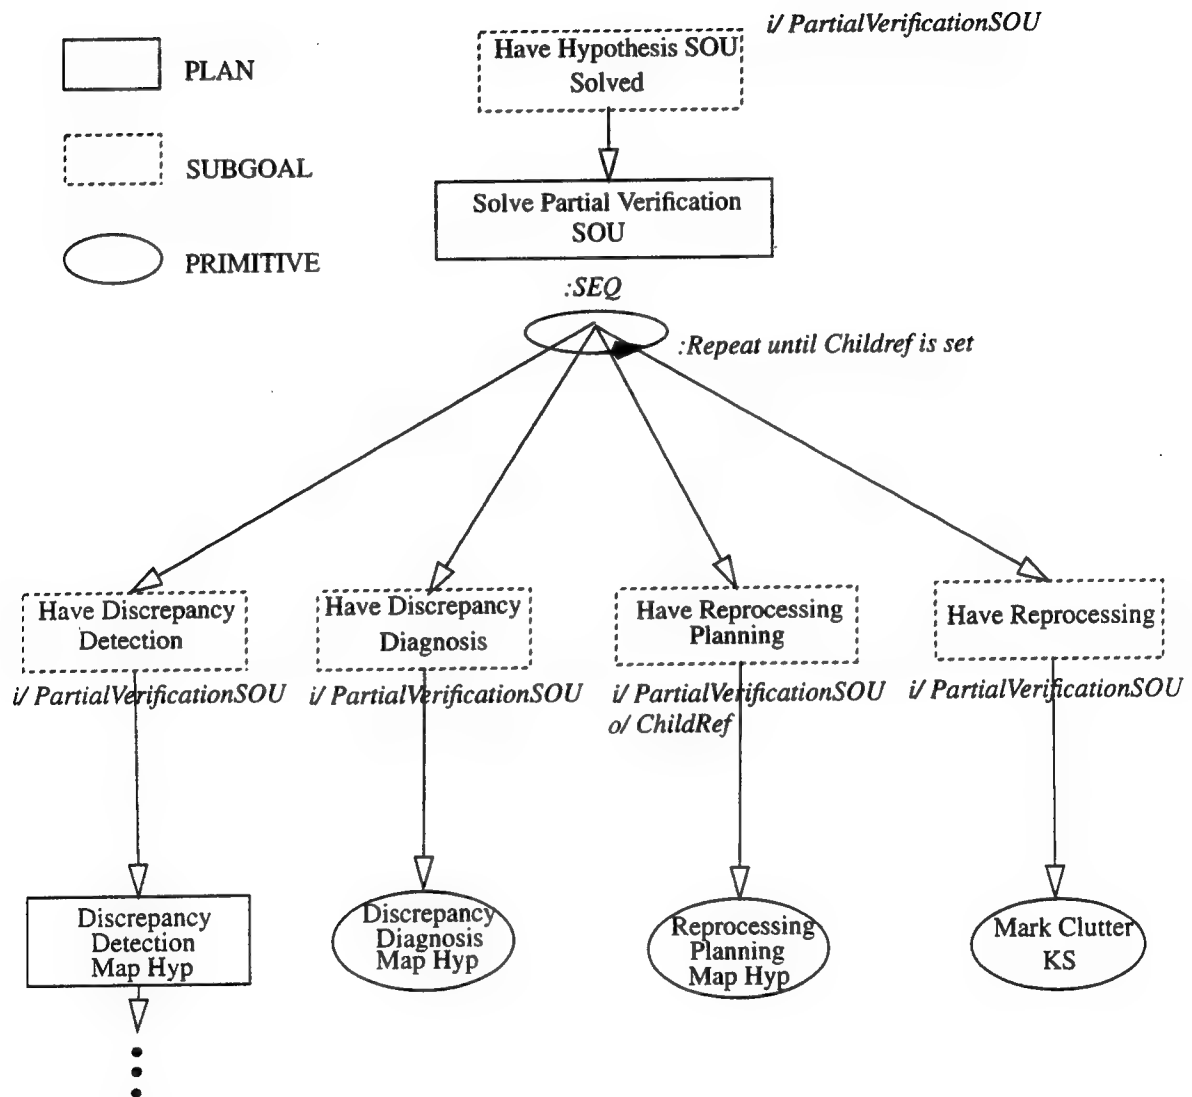 i/ PartialVerificationSOU
Have Hypothesis SOU
Solved
PLAN
SUBGOAL
Solve Partial Verification
SOU
PRIMITIVE
:SEQ
:Repeat until Childref is set
Have Discrepancy
Detection
i/ PartialVerificationSOU
Have Discrepancy
Diagnosis
i/ PartialVerificationSOU
Have Reprocessing
Planning
i/ PartialVerificationSOU
o/ ChildRef
Have Reprocessing
i/ PartialVerificationSOU
Discrepancy
Detection
Map Hyp
Discrepancy
Diagnosis
Map Hyp
Reprocessing
Planning
Map Hyp
Mark Clutter
KS